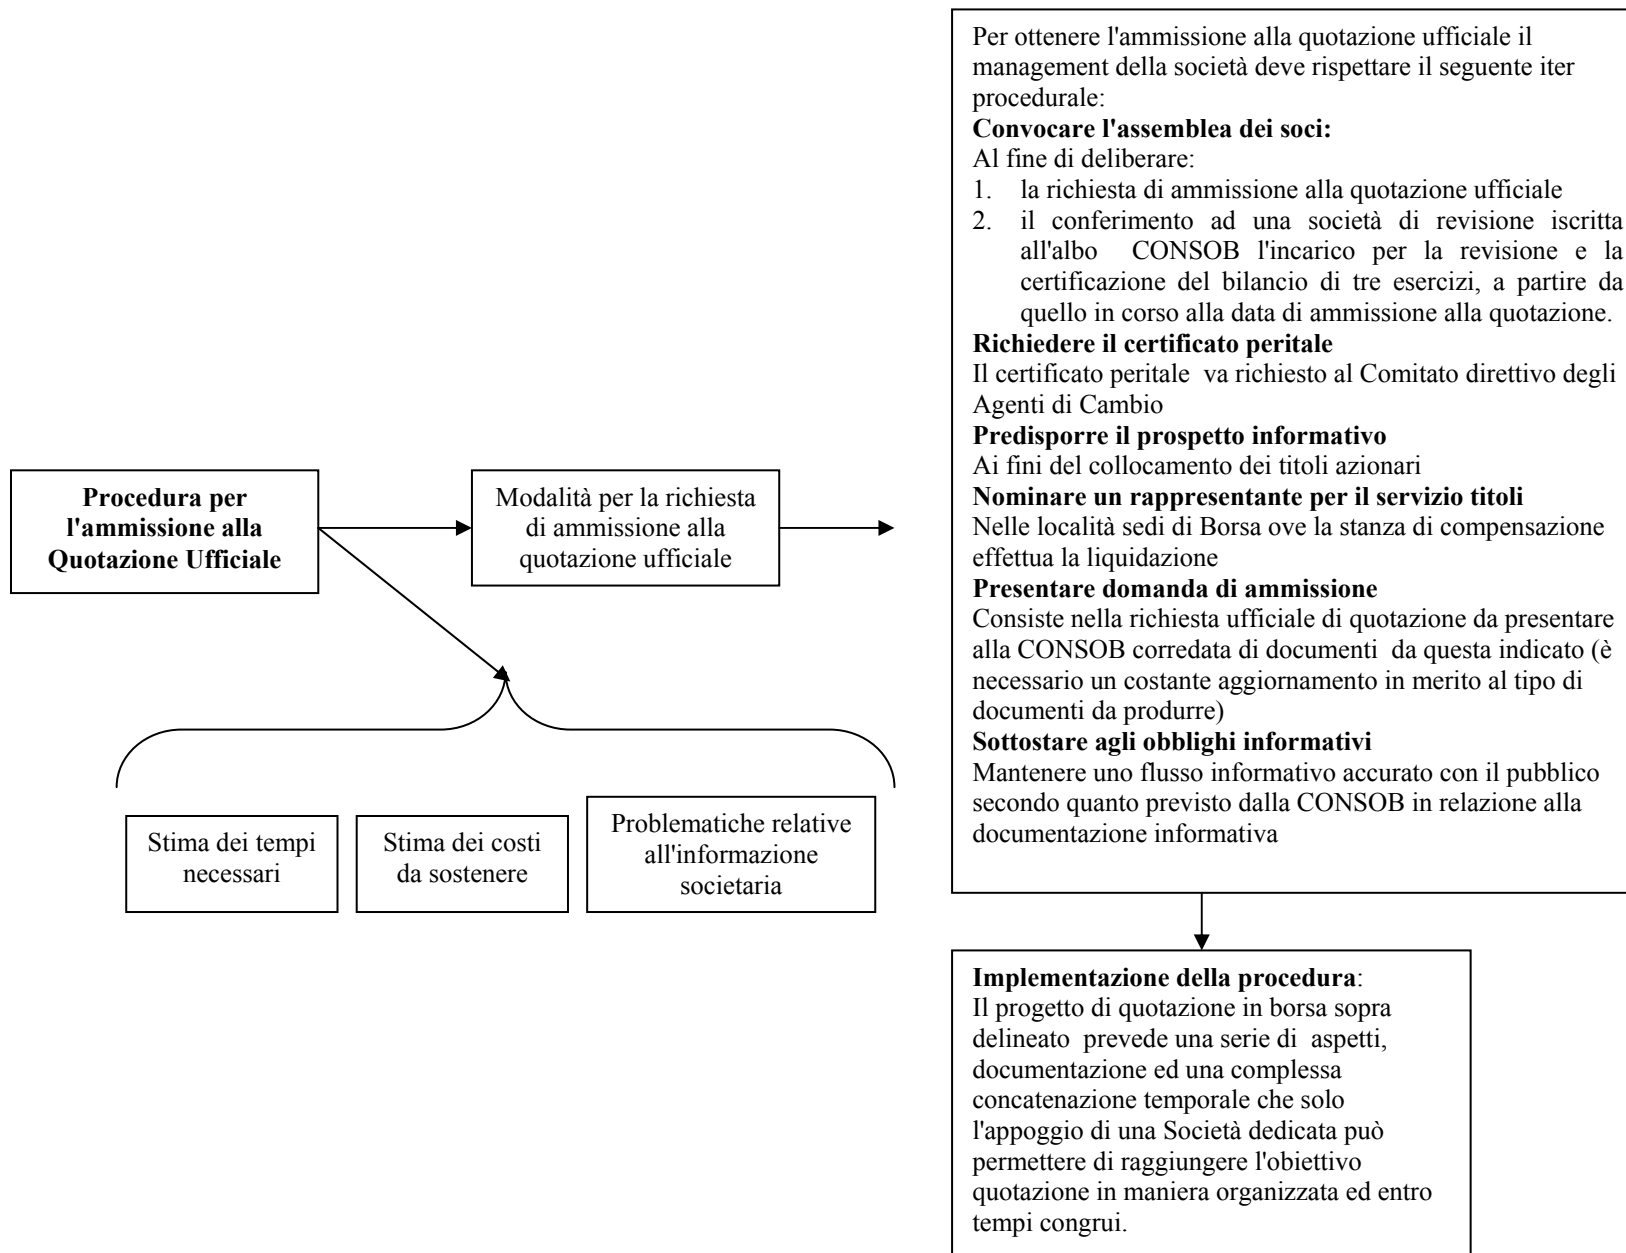 Procedura per
l'ammissione alla
Quotazione Ufficiale
Modalità per la richiesta
di ammissione alla
quotazione ufficiale
Stima dei tempi
necessari
Stima dei costi
da sostenere
Problematiche relative
all'informazione
societaria
Per ottenere l'ammissione alla quotazione ufficiale il
management della società deve rispettare il seguente iter
procedurale:
Convocare l'assemblea dei soci:
Al fine di deliberare:
1. la richiesta di ammissione alla quotazione ufficiale
2. il conferimento ad una società di revisione iscritta
all'albo CONSOB l'incarico per la revisione e la
certificazione del bilancio di tre esercizi, a partire da
quello in corso alla data di ammissione alla quotazione.
Richiedere il certificato peritale
Il certificato peritale va richiesto al Comitato direttivo degli
Agenti di Cambio
Predisporre il prospetto informativo
Ai fini del collocamento dei titoli azionari
Nominare un rappresentante per il servizio titoli
Nelle località sedi di Borsa ove la stanza di compensazione
effettua la liquidazione
Presentare domanda di ammissione
Consiste nella richiesta ufficiale di quotazione da presentare
alla CONSOB corredata di documenti da questa indicato (è
necessario un costante aggiornamento in merito al tipo di
documenti da produrre)
Sottostare agli obblighi informativi
Mantenere uno flusso informativo accurato con il pubblico
secondo quanto previsto dalla CONSOB in relazione alla
documentazione informativa
Implementazione della procedura:
Il progetto di quotazione in borsa sopra
delineato prevede una serie di aspetti,
documentazione ed una complessa
concatenazione temporale che solo
l'appoggio di una Società dedicata può
permettere di raggiungere l'obiettivo
quotazione in maniera organizzata ed entro
tempi congrui.